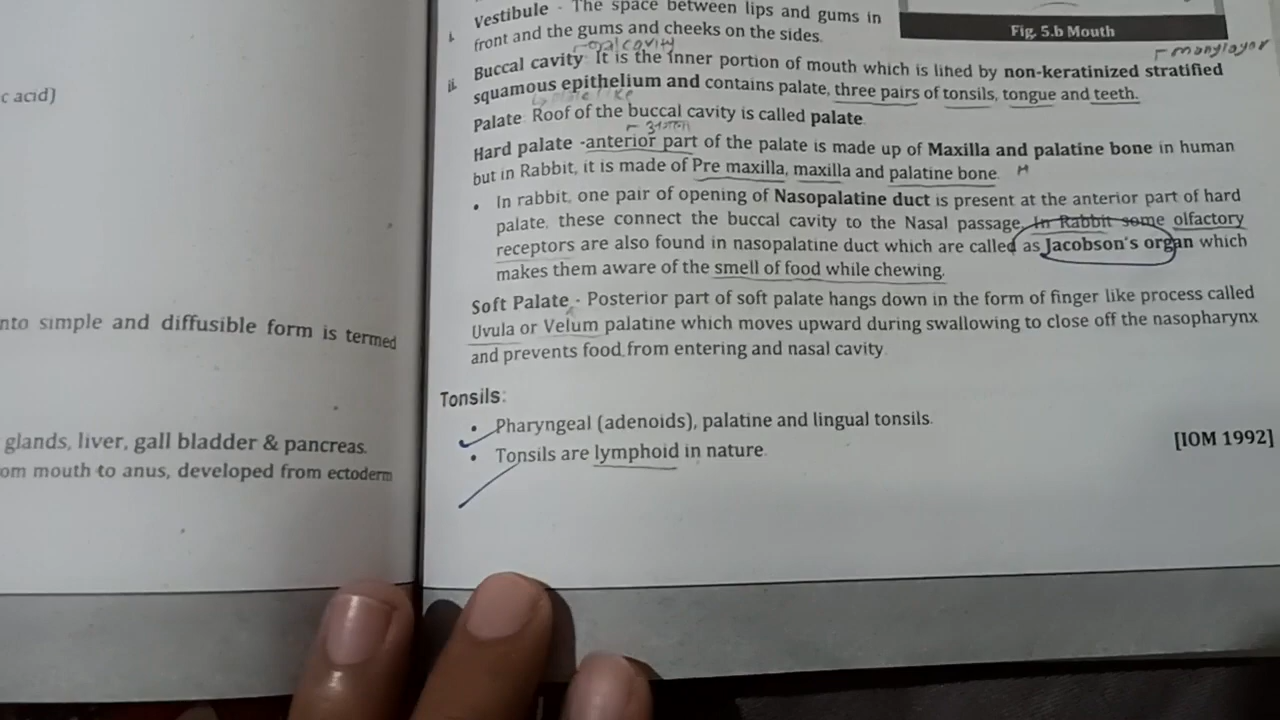 c acid]
nto simple and diffusible form is termed
glands, liver, gall bladder & pancreas.
om mouth to anus, developed from ectoderm
Fig. 5.b Mouth
i. Vestibule - The space between lips and gums in
front and the gums and cheeks on the sides.
oral cavity
manylayer
ii. Buccal cavity: It is the inner portion of mouth which is lined by non-keratinized stratified
squamous epithelium and contains palate, three pairs of tonsils, tongue and teeth.
plate like
Palate: Roof of the buccal cavity is called palate.
Hard palate -anterior part of the palate is made up of Maxilla and palatine bone in human
but in Rabbit, it is made of Pre maxilla, maxilla and palatine bone.
• In rabbit, one pair of opening of Nasopalatine duct is present at the anterior part of hard
palate, these connect the buccal cavity to the Nasal passage. In Rabbit some olfactory
receptors are also found in nasopalatine duct which are called as Jacobson's organ which
makes them aware of the smell of food while chewing.
Soft Palate - Posterior part of soft palate hangs down in the form of finger like process called
Uvula or Velum palatine which moves upward during swallowing to close off the nasopharynx
and prevents food from entering and nasal cavity
Tonsils:
• Pharyngeal (adenoids), palatine and lingual tonsils.
[IOM 1992]
• Tonsils are lymphoid in nature.